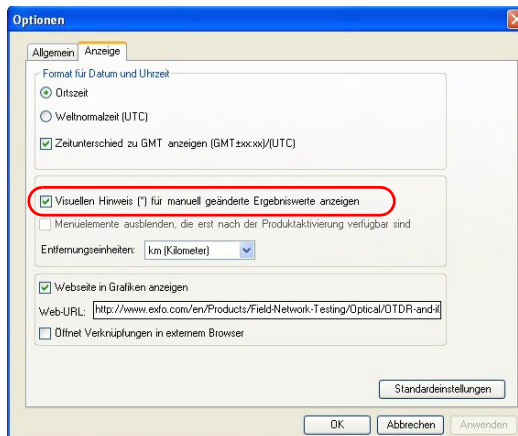 Optionen
Allgemein
Anzeige
Format für Datum und Uhrzeit
Ortszeit
Weltnormalzeit (UTC)
Zeitunterschied zu GMT anzeigen (GMT±xx:xx)/(UTC)
Visuellen Hinweis (*) für manuell geänderte Ergebniswerte anzeigen
Menüelemente ausblenden, die erst nach der Produktaktivierung verfügbar sind
Entfernungseinheiten: km (Kilometer)
Webseite in Grafiken anzeigen
Web-URL: http://www.exfo.com/en/Products/Field-Network-Testing/Optical/OTDR-and-iO
Öffnet Verknüpfungen in externem Browser
Standardeinstellungen
OK Abbrechen Anwenden